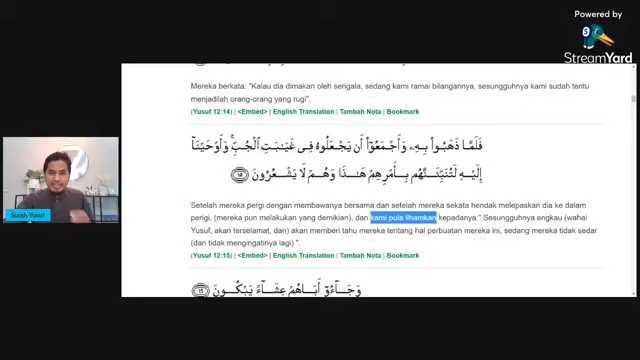 Powered by
StreamYard
Mereka berkata: "Kalau dia dimakan oleh serigala, sedang kami ramai bilangannya, sesungguhnya kami sudah tentu
menjadilah orang-orang yang rugi".
(Yusuf 12:14) | <Embed> | English Translation | Tambah Nota | Bookmark
فَلَمَّا ذَهَبُوا۟ بِهِۦ وَأَجْمَعُوٓا۟ أَن يَجْعَلُوهُ فِى غَيَـٰبَتِ ٱلْجُبِّ ۚ وَأَوْحَيْنَآ
إِلَيْهِ لَتُنَبِّئَنَّهُم بِأَمْرِهِمْ هَـٰذَا وَهُمْ لَا يَشْعُرُونَ ﴿١٥﴾
Setelah mereka pergi dengan membawanya bersama dan setelah mereka sekata hendak melepaskan dia ke dalam
perigi, (mereka pun melakukan yang demikian), dan kami pula ilhamkan kepadanya:" Sesungguhnya engkau (wahai
Yusuf, akan terselamat, dan) akan memberi tahu mereka tentang hal perbuatan mereka ini, sedang mereka tidak sedar
(dan tidak mengingatinya lagi) ".
(Yusuf 12:15) | <Embed> | English Translation | Tambah Nota | Bookmark
وَجَآءُوٓ أَبَاهُمْ عِشَآءً يَبْكُونَ ﴿١٦﴾
Surah Yusuf